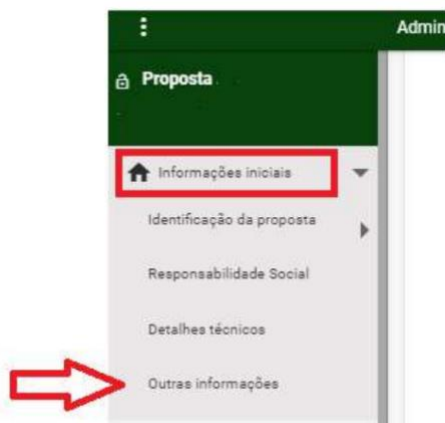 Admin
Proposta
Informações iniciais
Identificação da proposta
Responsabilidade Social
Detalhes técnicos
Outras informações